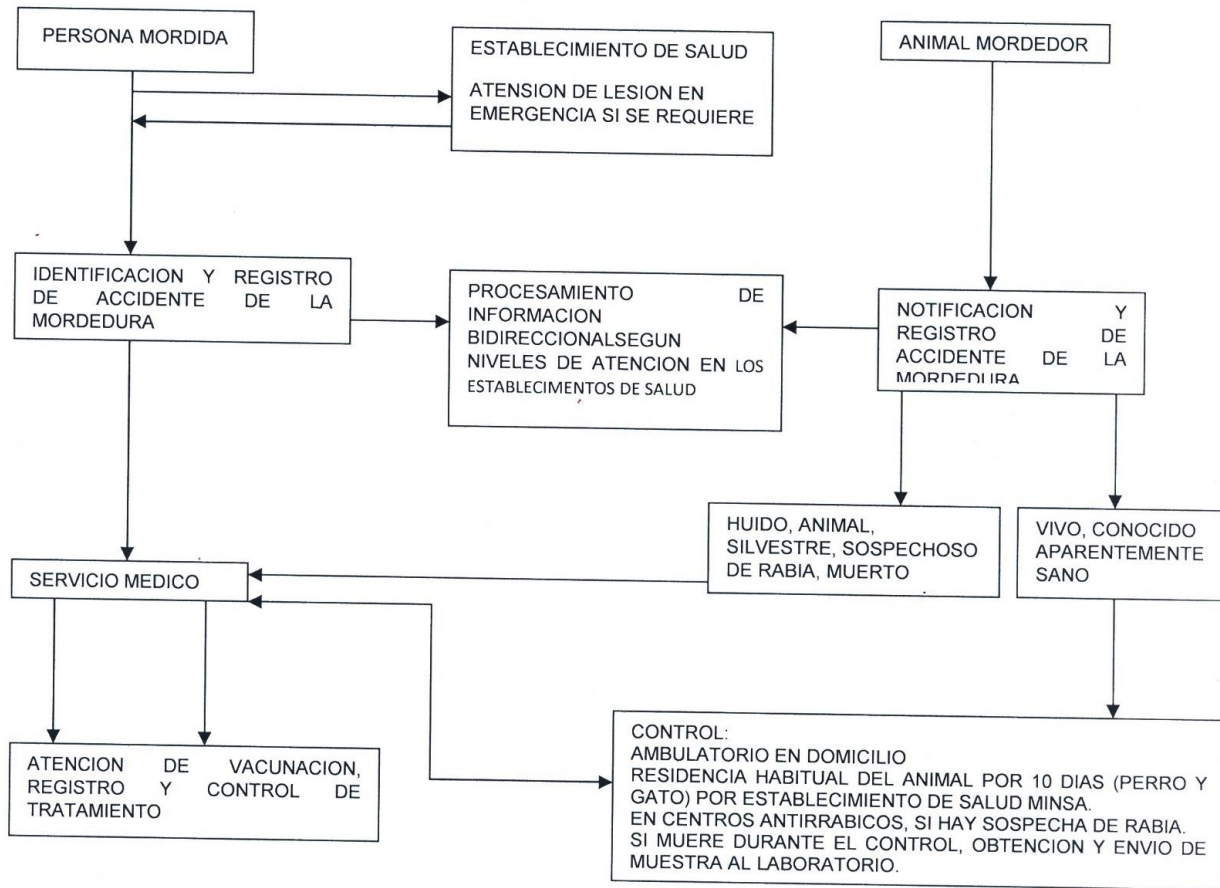 PERSONA MORDIDA
ESTABLECIMIENTO DE SALUD
ATENSION DE LESION EN
EMERGENCIA SI SE REQUIERE
ANIMAL MORDEDOR
IDENTIFICACION Y REGISTRO
DE ACCIDENTE DE LA
MORDEDURA
PROCESAMIENTO DE
INFORMACION
BIDIRECCIONALSEGUN
NIVELES DE ATENCION EN LOS
ESTABLECIMENTOS DE SALUD
NOTIFICACION Y
REGISTRO DE
ACCIDENTE DE LA
MORDEDURA
HUIDO, ANIMAL,
SILVESTRE, SOSPECHOSO
DE RABIA, MUERTO
VIVO, CONOCIDO
APARENTEMENTE
SANO
SERVICIO MEDICO
ATENCION DE VACUNACION,
REGISTRO Y CONTROL DE
TRATAMIENTO
CONTROL:
AMBULATORIO EN DOMICILIO
RESIDENCIA HABITUAL DEL ANIMAL POR 10 DIAS (PERRO Y
GATO) POR ESTABLECIMIENTO DE SALUD MINSA.
EN CENTROS ANTIRRABICOS, SI HAY SOSPECHA DE RABIA.
SI MUERE DURANTE EL CONTROL, OBTENCION Y ENVIO DE
MUESTRA AL LABORATORIO.